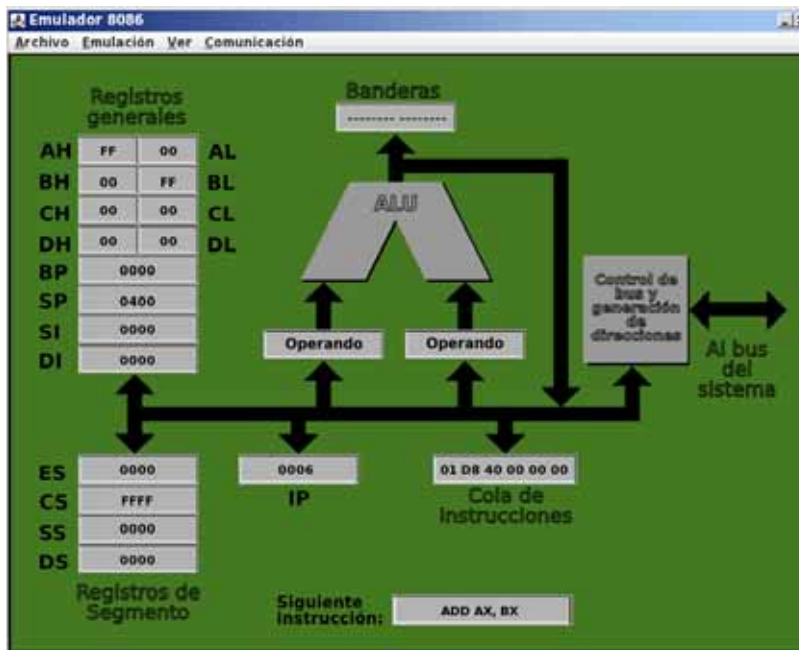 Emulador 8086
Archivo Emulación Ver Comunicación
Registros
generales
AH FF 00 AL
BH 00 FF BL
CH 00 00 CL
DH 00 00 DL
BP 0000
SP 0400
SI 0000
DI 0000
Banderas
-------- --------
ALU
Operando
Operando
Control de
bus y
generación
de
direcciones
Al bus
del
sistema
ES 0000
CS FFFF
SS 0000
DS 0000
Registros de
Segmento
0006
IP
01 D8 40 00 00 00
Cola de
instrucciones
Siguiente
instrucción:
ADD AX, BX